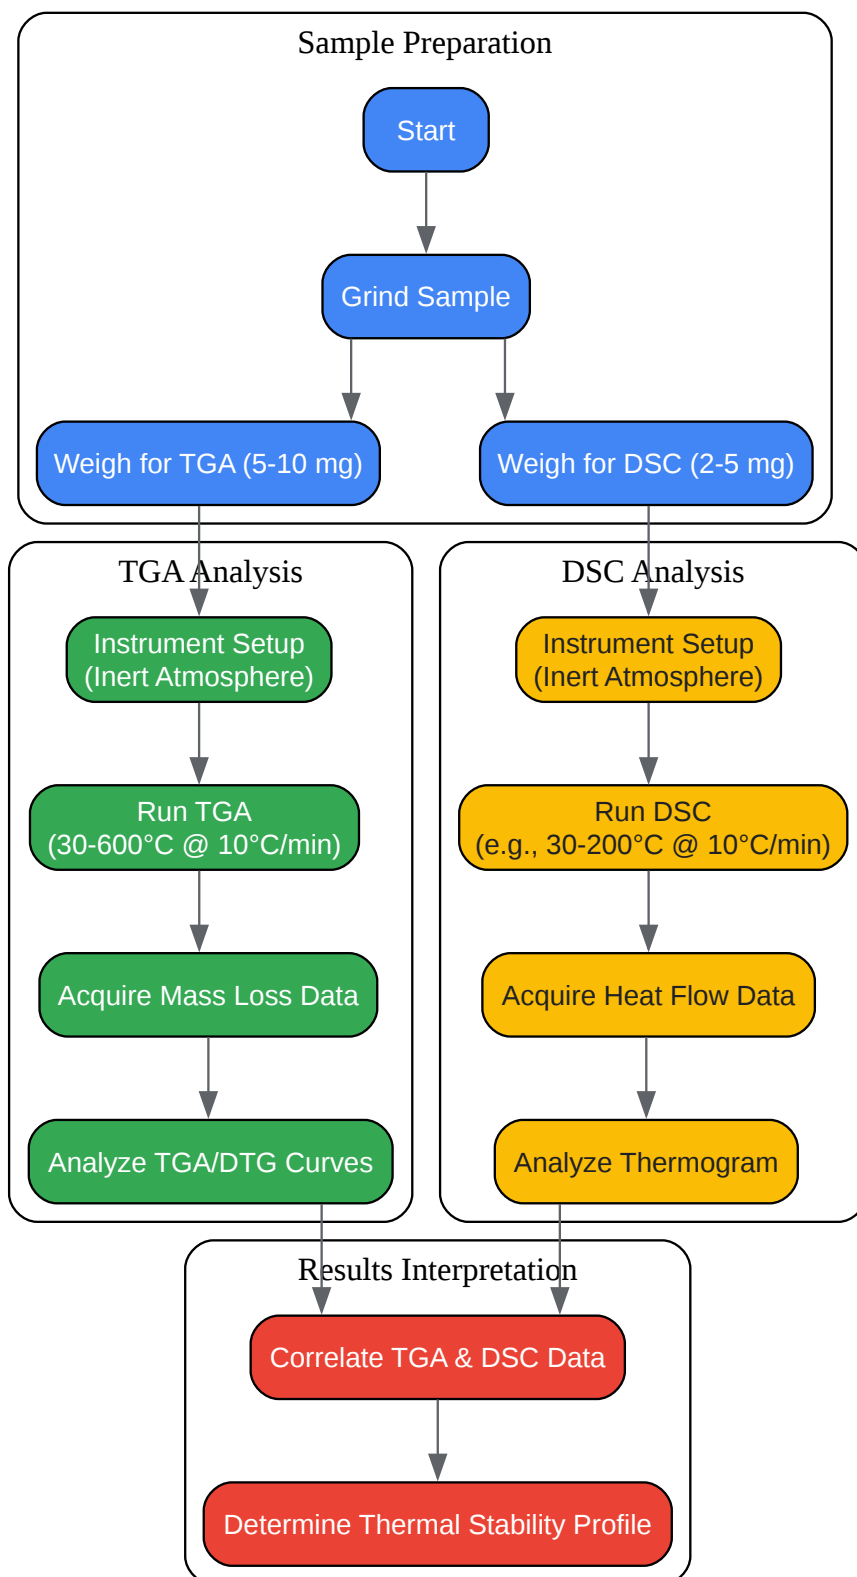 Sample Preparation
Start
Grind Sample
Weigh for TGA (5-10 mg)
Weigh for DSC (2-5 mg)
TGA Analysis
Instrument Setup
(Inert Atmosphere)
Run TGA
(30-600°C @ 10°C/min)
Acquire Mass Loss Data
Analyze TGA/DTG Curves
DSC Analysis
Instrument Setup
(Inert Atmosphere)
Run DSC
(e.g., 30-200°C @ 10°C/min)
Acquire Heat Flow Data
Analyze Thermogram
Results Interpretation
Correlate TGA & DSC Data
Determine Thermal Stability Profile